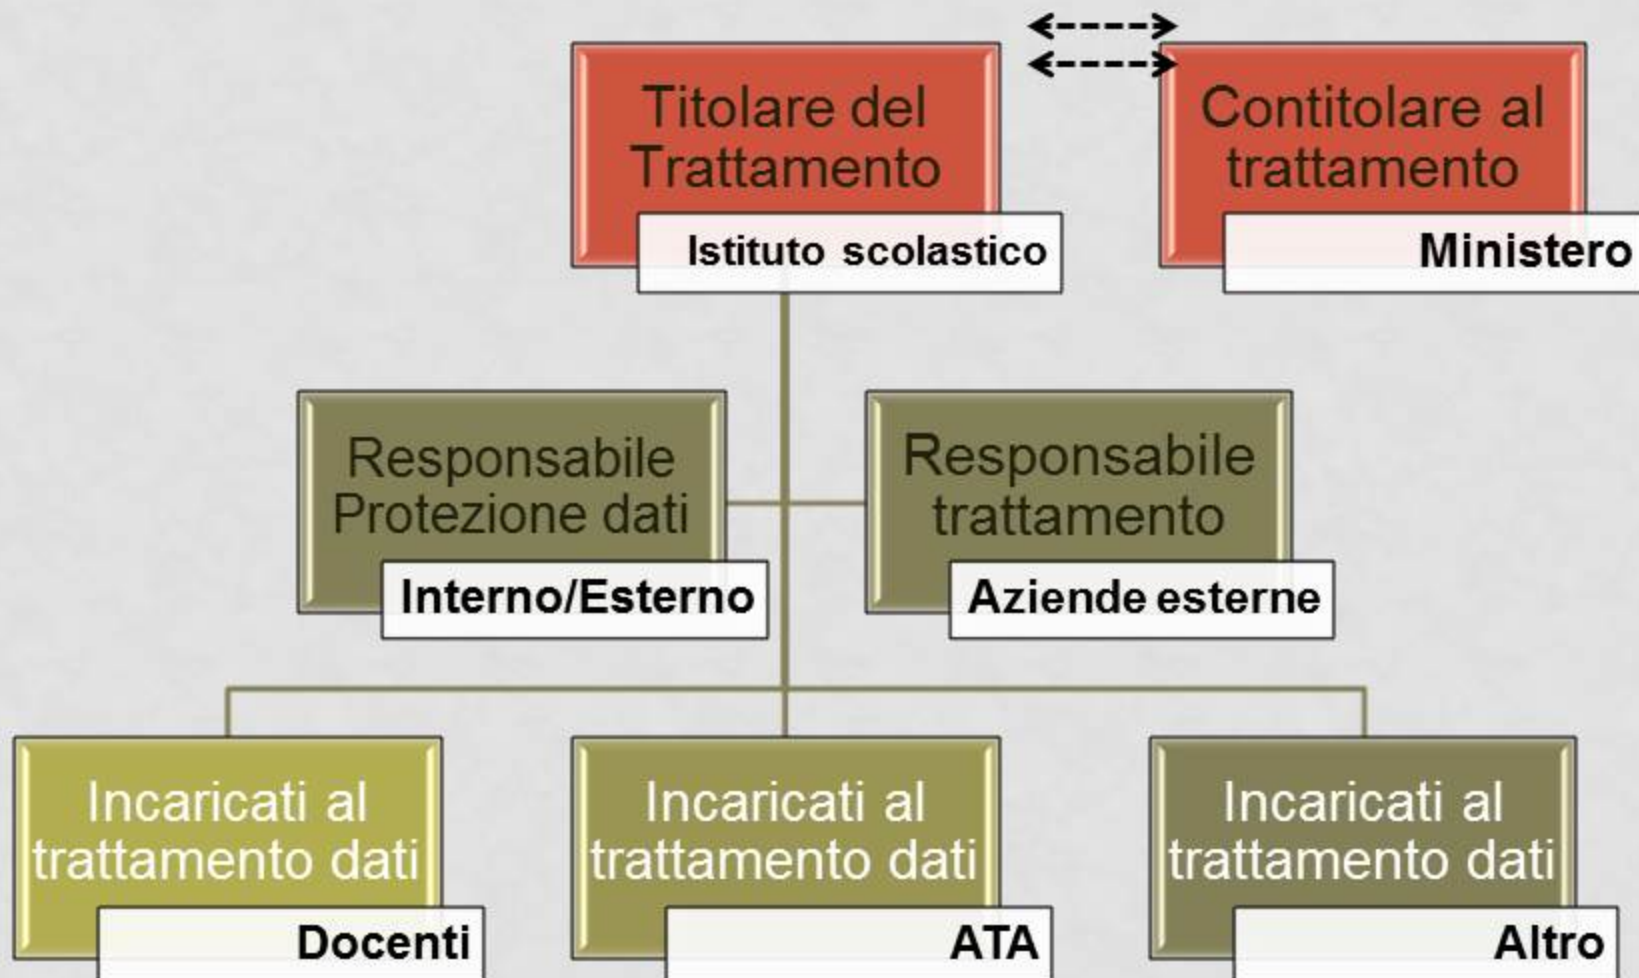 Titolare del
Trattamento
Istituto scolastico
Contitolare al
trattamento
Ministero
Responsabile
Protezione dati
Interno/Esterno
Responsabile
trattamento
Aziende esterne
Incaricati al
trattamento dati
Docenti
Incaricati al
trattamento dati
ATA
Incaricati al
trattamento dati
Altro